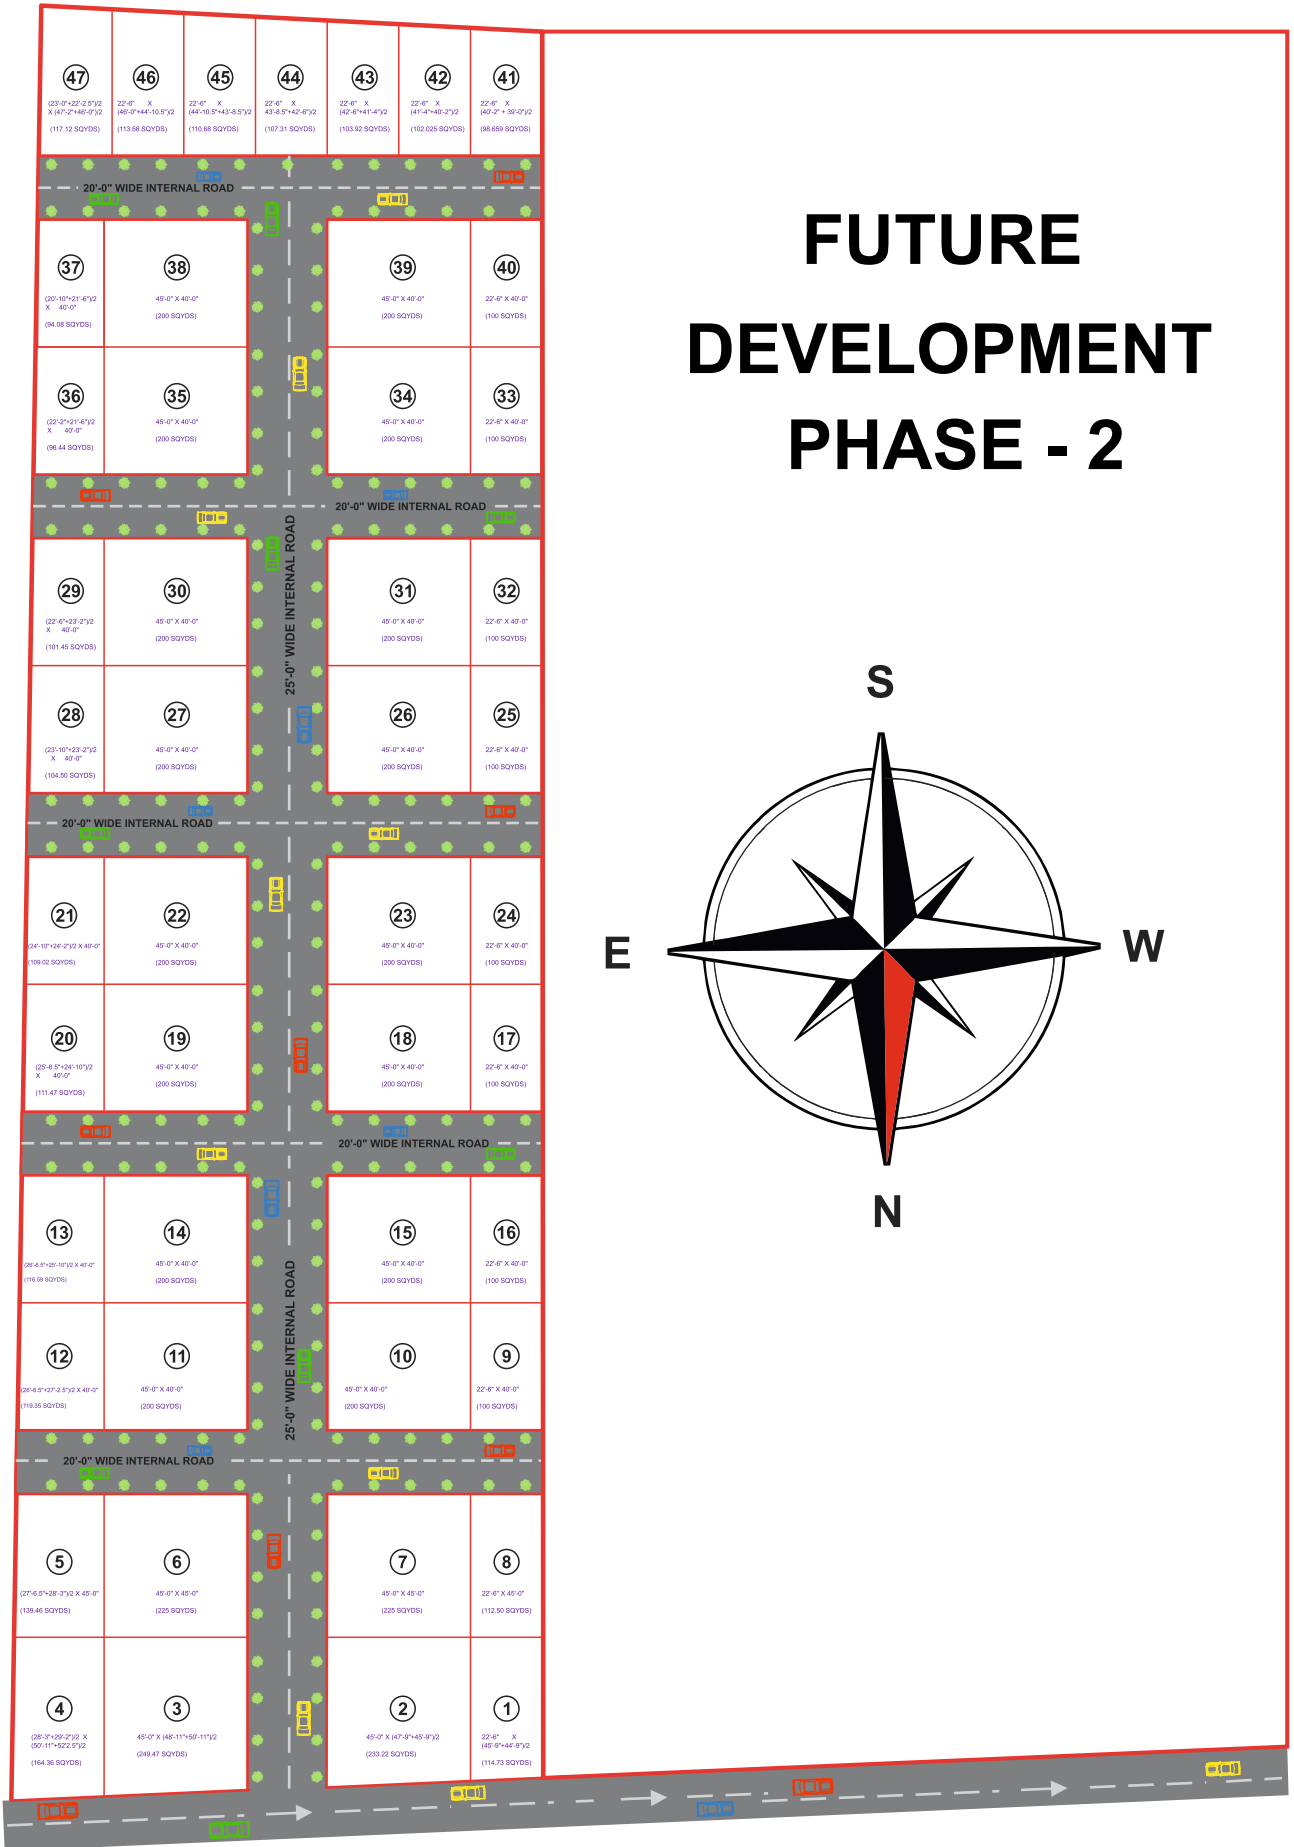 47
(23'-0"+22'-2.5")/2
X (47'-2"+46'-0")/2
(117.12 SQYDS)
46
22'-6" X
(46'-0"+44'-10.5")/2
(113.58 SQYDS)
45
22'-6" X
(44'-10.5"+43'-8.5")/2
(110.68 SQYDS)
44
22'-6" X
43'-8.5"+42'-6")/2
(107.31 SQYDS)
43
22'-6" X
(42'-6"+41'-4")/2
(103.92 SQYDS)
42
22'-6" X
(41'-4"+40'-2")/2
(102.025 SQYDS)
41
22'-6" X
(40'-2" + 39'-0")/2
(98.659 SQYDS)
20'-0" WIDE INTERNAL ROAD
37
(20'-10"+21'-6")/2
X 40'-0"
(94.08 SQYDS)
38
45'-0" X 40'-0"
(200 SQYDS)
39
45'-0" X 40'-0"
(200 SQYDS)
40
22'-6" X 40'-0"
(100 SQYDS)
36
(22'-2"+21'-6")/2
X 40'-0"
(96.44 SQYDS)
35
45'-0" X 40'-0"
(200 SQYDS)
34
45'-0" X 40'-0"
(200 SQYDS)
33
22'-6" X 40'-0"
(100 SQYDS)
20'-0" WIDE INTERNAL ROAD
25'-0" WIDE INTERNAL ROAD
29
(22'-6"+23'-2")/2
X 40'-0"
(101.45 SQYDS)
30
45'-0" X 40'-0"
(200 SQYDS)
31
45'-0" X 40'-0"
(200 SQYDS)
32
22'-6" X 40'-0"
(100 SQYDS)
28
(23'-10"+23'-2")/2
X 40'-0"
(104.50 SQYDS)
27
45'-0" X 40'-0"
(200 SQYDS)
26
45'-0" X 40'-0"
(200 SQYDS)
25
22'-6" X 40'-0"
(100 SQYDS)
20'-0" WIDE INTERNAL ROAD
21
(24'-10"+24'-2")/2 X 40'-0"
(109.02 SQYDS)
22
45'-0" X 40'-0"
(200 SQYDS)
23
45'-0" X 40'-0"
(200 SQYDS)
24
22'-6" X 40'-0"
(100 SQYDS)
20
(25'-6.5"+24'-10")/2
X 40'-0"
(111.47 SQYDS)
19
45'-0" X 40'-0"
(200 SQYDS)
18
45'-0" X 40'-0"
(200 SQYDS)
17
22'-6" X 40'-0"
(100 SQYDS)
20'-0" WIDE INTERNAL ROAD
13
(26'-6.5"+25'-10")/2 X 40'-0"
(116.59 SQYDS)
14
45'-0" X 40'-0"
(200 SQYDS)
15
45'-0" X 40'-0"
(200 SQYDS)
16
22'-6" X 40'-0"
(100 SQYDS)
25'-0" WIDE INTERNAL ROAD
12
(26'-6.5"+27'-2.5")/2 X 40'-0"
(119.35 SQYDS)
11
45'-0" X 40'-0"
(200 SQYDS)
10
45'-0" X 40'-0"
(200 SQYDS)
9
22'-6" X 40'-0"
(100 SQYDS)
20'-0" WIDE INTERNAL ROAD
5
(27'-6.5"+28'-3")/2 X 45'-0"
(139.46 SQYDS)
6
45'-0" X 45'-0"
(225 SQYDS)
7
45'-0" X 45'-0"
(225 SQYDS)
8
22'-6" X 45'-0"
(112.50 SQYDS)
4
(28'-3"+29'-2")/2 X
(50'-11"+52'2.5")/2
(164.36 SQYDS)
3
45'-0" X (48'-11"+50'-11")/2
(249.47 SQYDS)
2
45'-0" X (47'-9"+45'-9")/2
(233.22 SQYDS)
1
22'-6" X
(45'-9"+44'-9")/2
(114.73 SQYDS)
FUTURE
DEVELOPMENT
PHASE - 2
S
E
W
N